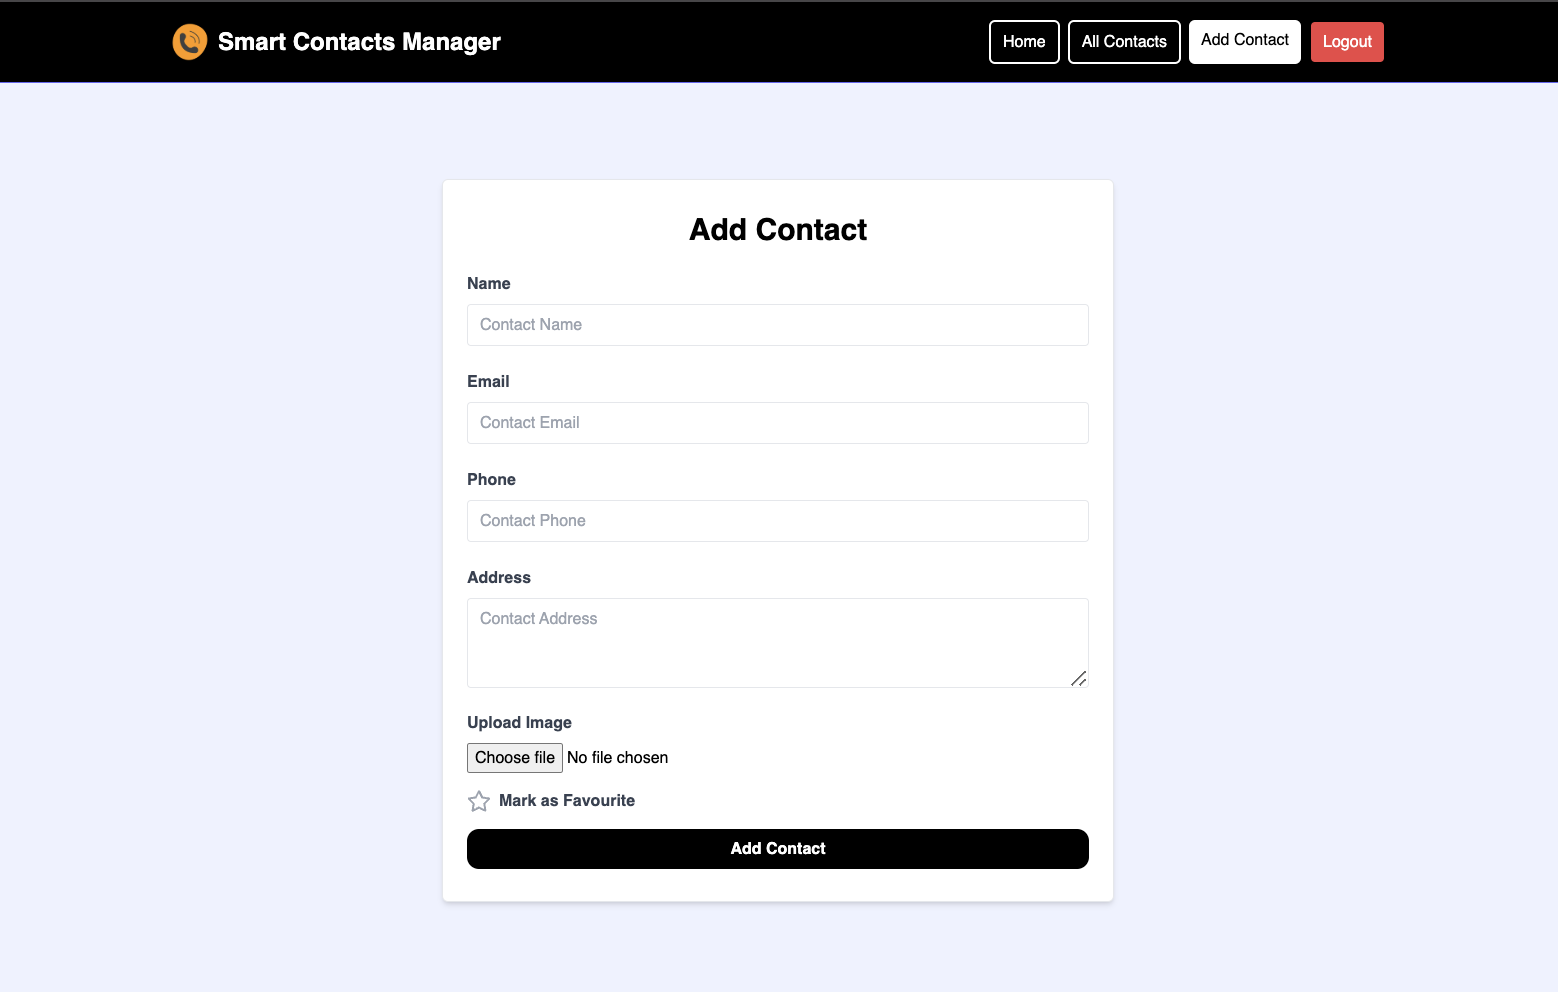 Smart Contacts Manager
Home
All Contacts
Add Contact
Logout
Add Contact
Name
Contact Name
Email
Contact Email
Phone
Contact Phone
Address
Contact Address
Upload Image
Choose file No file chosen
Mark as Favourite
Add Contact